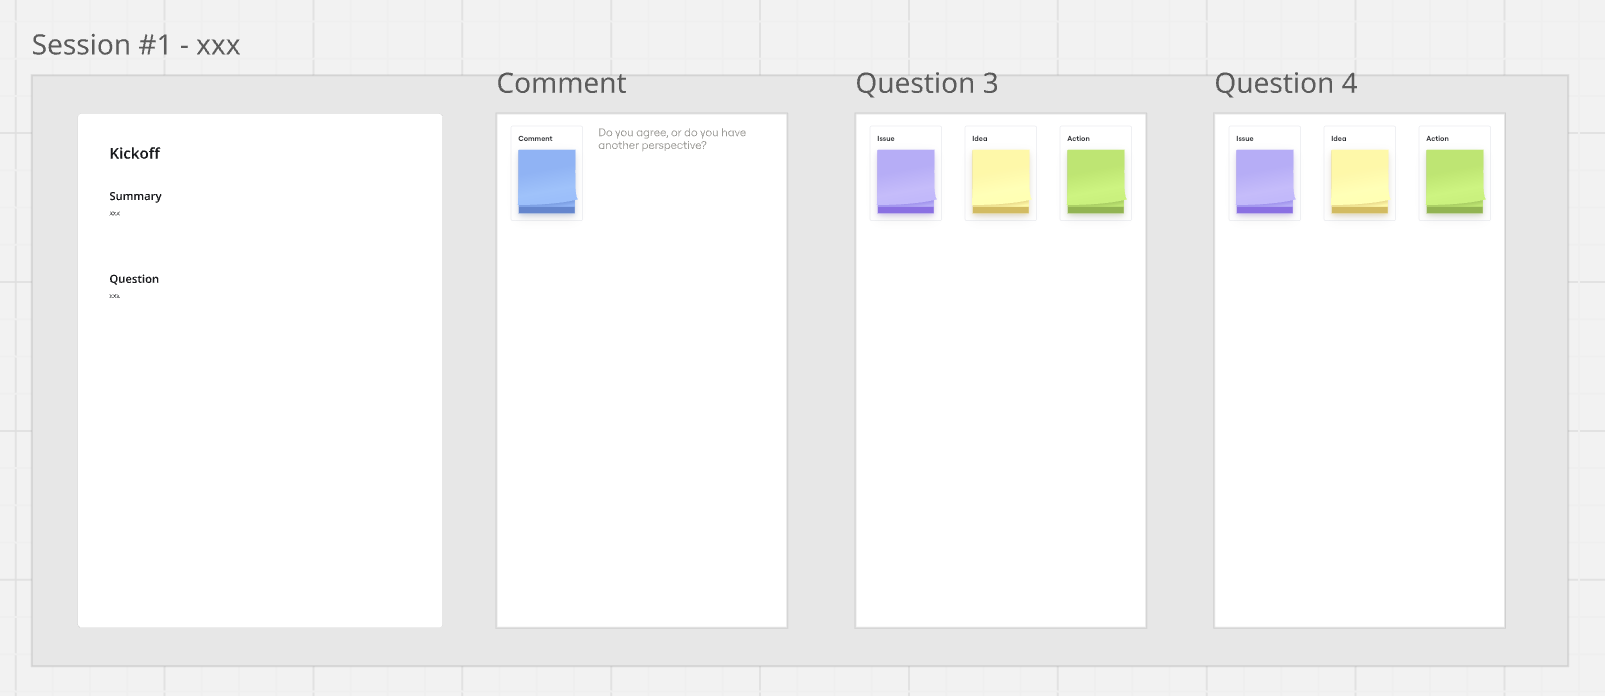 Session #1 - xxx
Kickoff
Summary
xxx
Question
xxx
Comment
Comment
Do you agree, or do you have
another perspective?
Question 3
Issue
Idea
Action
Question 4
Issue
Idea
Action